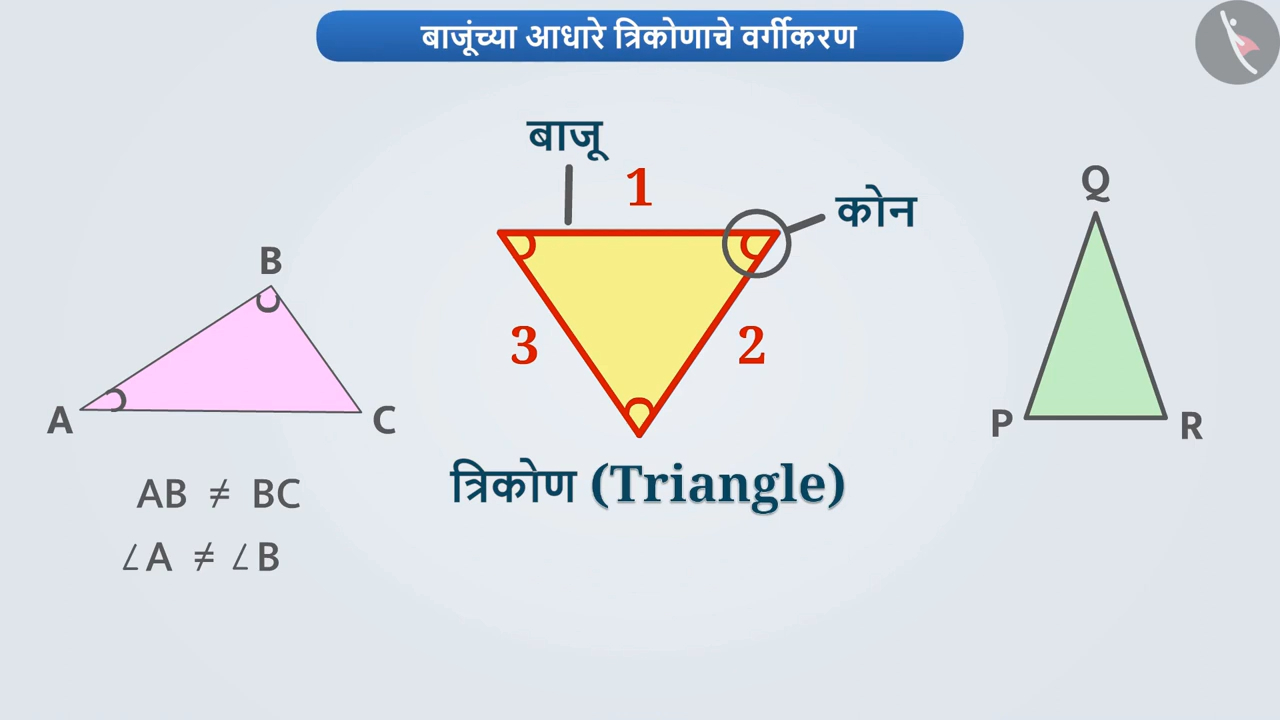 बाजूंच्या आधारे त्रिकोणाचे वर्गीकरण
बाजू
1
कोन
Q
B
3
2
A
C
P
R
त्रिकोण (Triangle)
AB ≠ BC
∠A ≠ ∠B